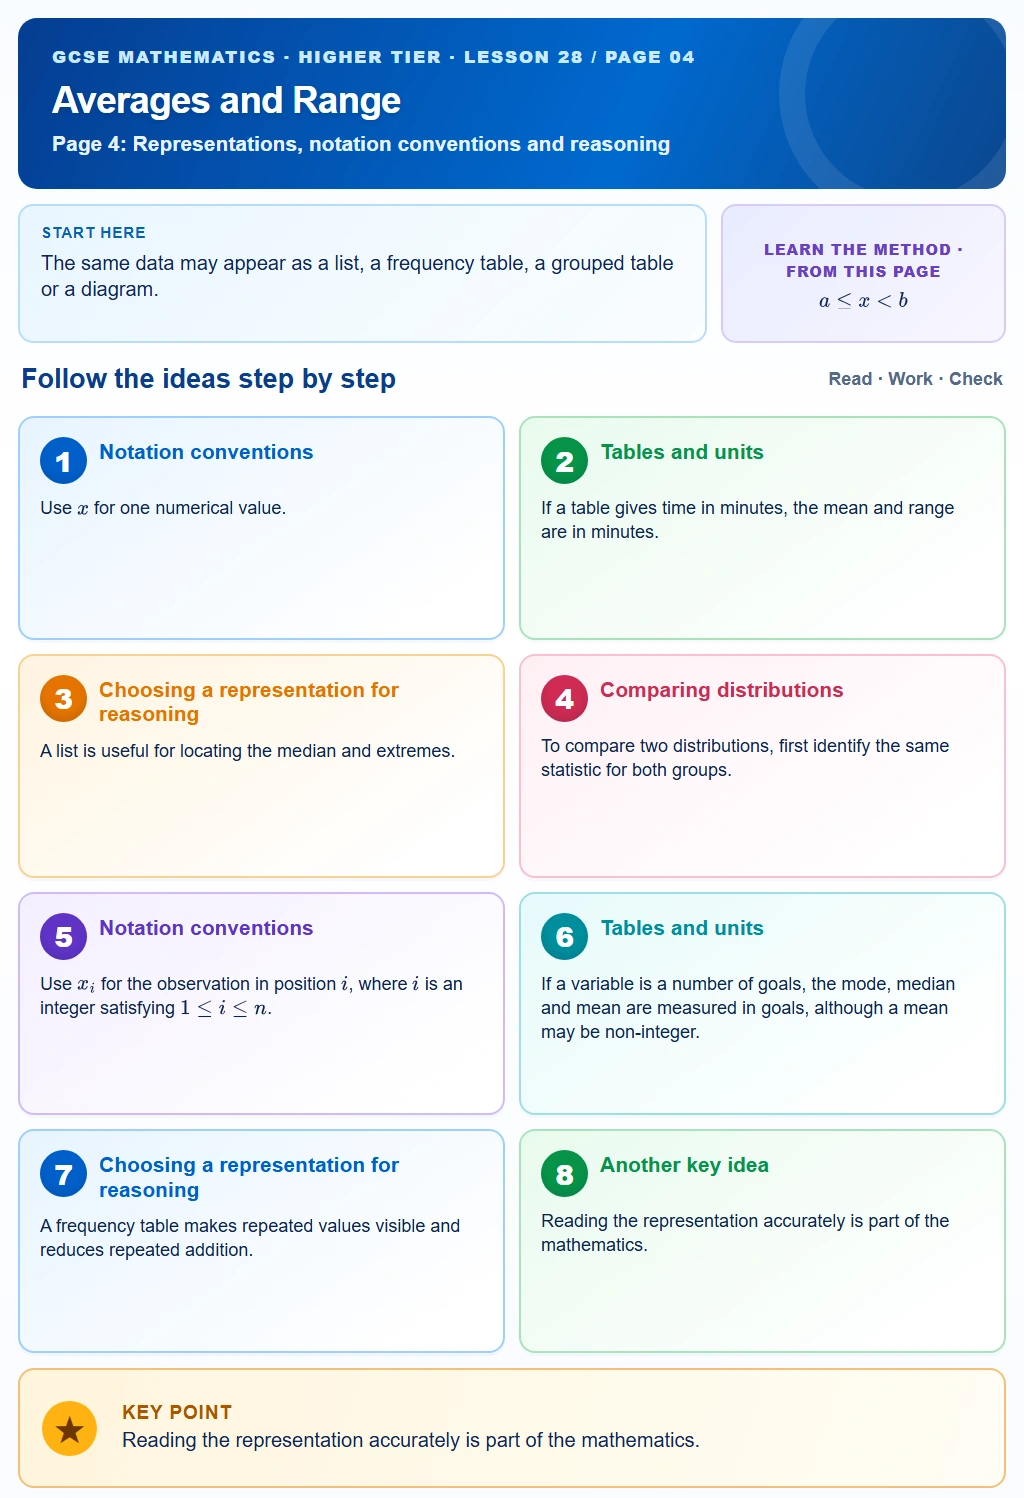 GCSE MATHEMATICS · HIGHER TIER · LESSON 28 / PAGE 04
Averages and Range
Page 4: Representations, notation conventions and reasoning
START HERE
The same data may appear as a list, a frequency table, a grouped table
or a diagram.
LEARN THE METHOD ·
FROM THIS PAGE
a ≤ x < b
Follow the ideas step by step
Read · Work · Check
1 Notation conventions
Use x for one numerical value.
2 Tables and units
If a table gives time in minutes, the mean and range
are in minutes.
3 Choosing a representation for
reasoning
A list is useful for locating the median and extremes.
4 Comparing distributions
To compare two distributions, first identify the same
statistic for both groups.
5 Notation conventions
Use xᵢ for the observation in position i, where i is an
integer satisfying 1 ≤ i ≤ n.
6 Tables and units
If a variable is a number of goals, the mode, median
and mean are measured in goals, although a mean
may be non-integer.
7 Choosing a representation for
reasoning
A frequency table makes repeated values visible and
reduces repeated addition.
8 Another key idea
Reading the representation accurately is part of the
mathematics.
KEY POINT
Reading the representation accurately is part of the mathematics.